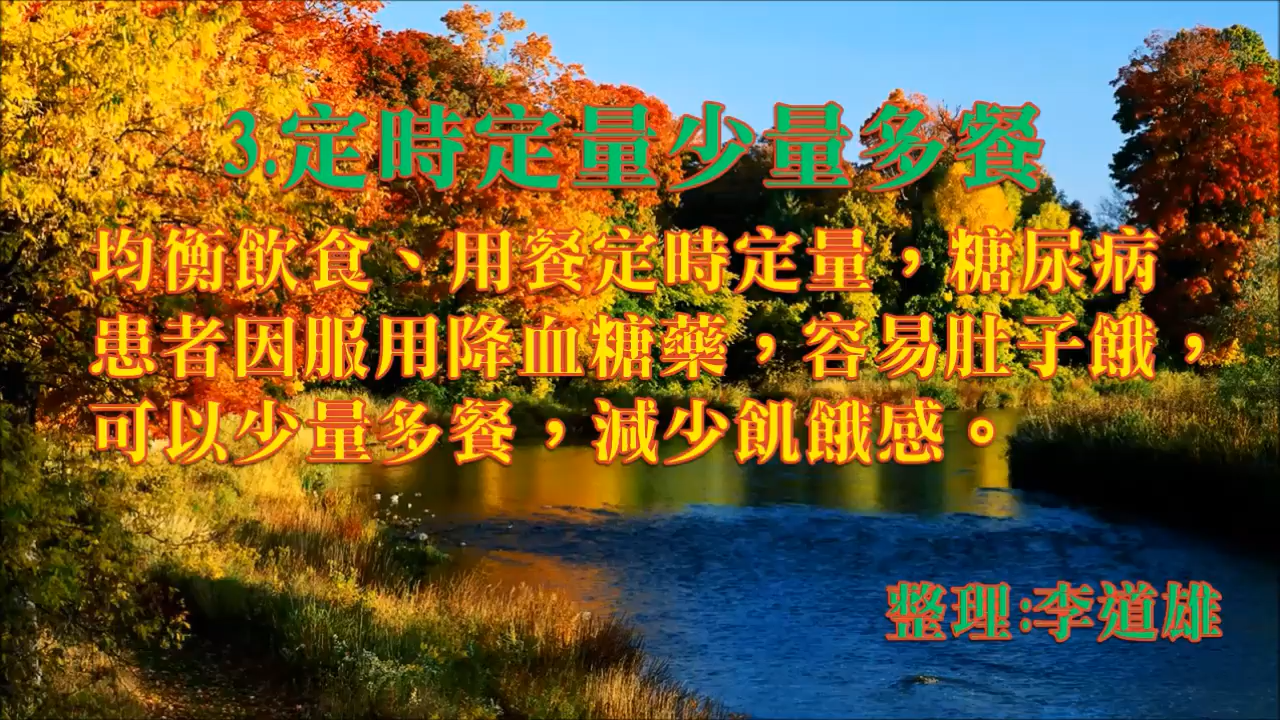 3.定時定量少量多餐
均衡飲食、用餐定時定量，糖尿病
患者因服用降血糖藥，容易肚子餓，
可以少量多餐，減少飢餓感。
整理:李道雄